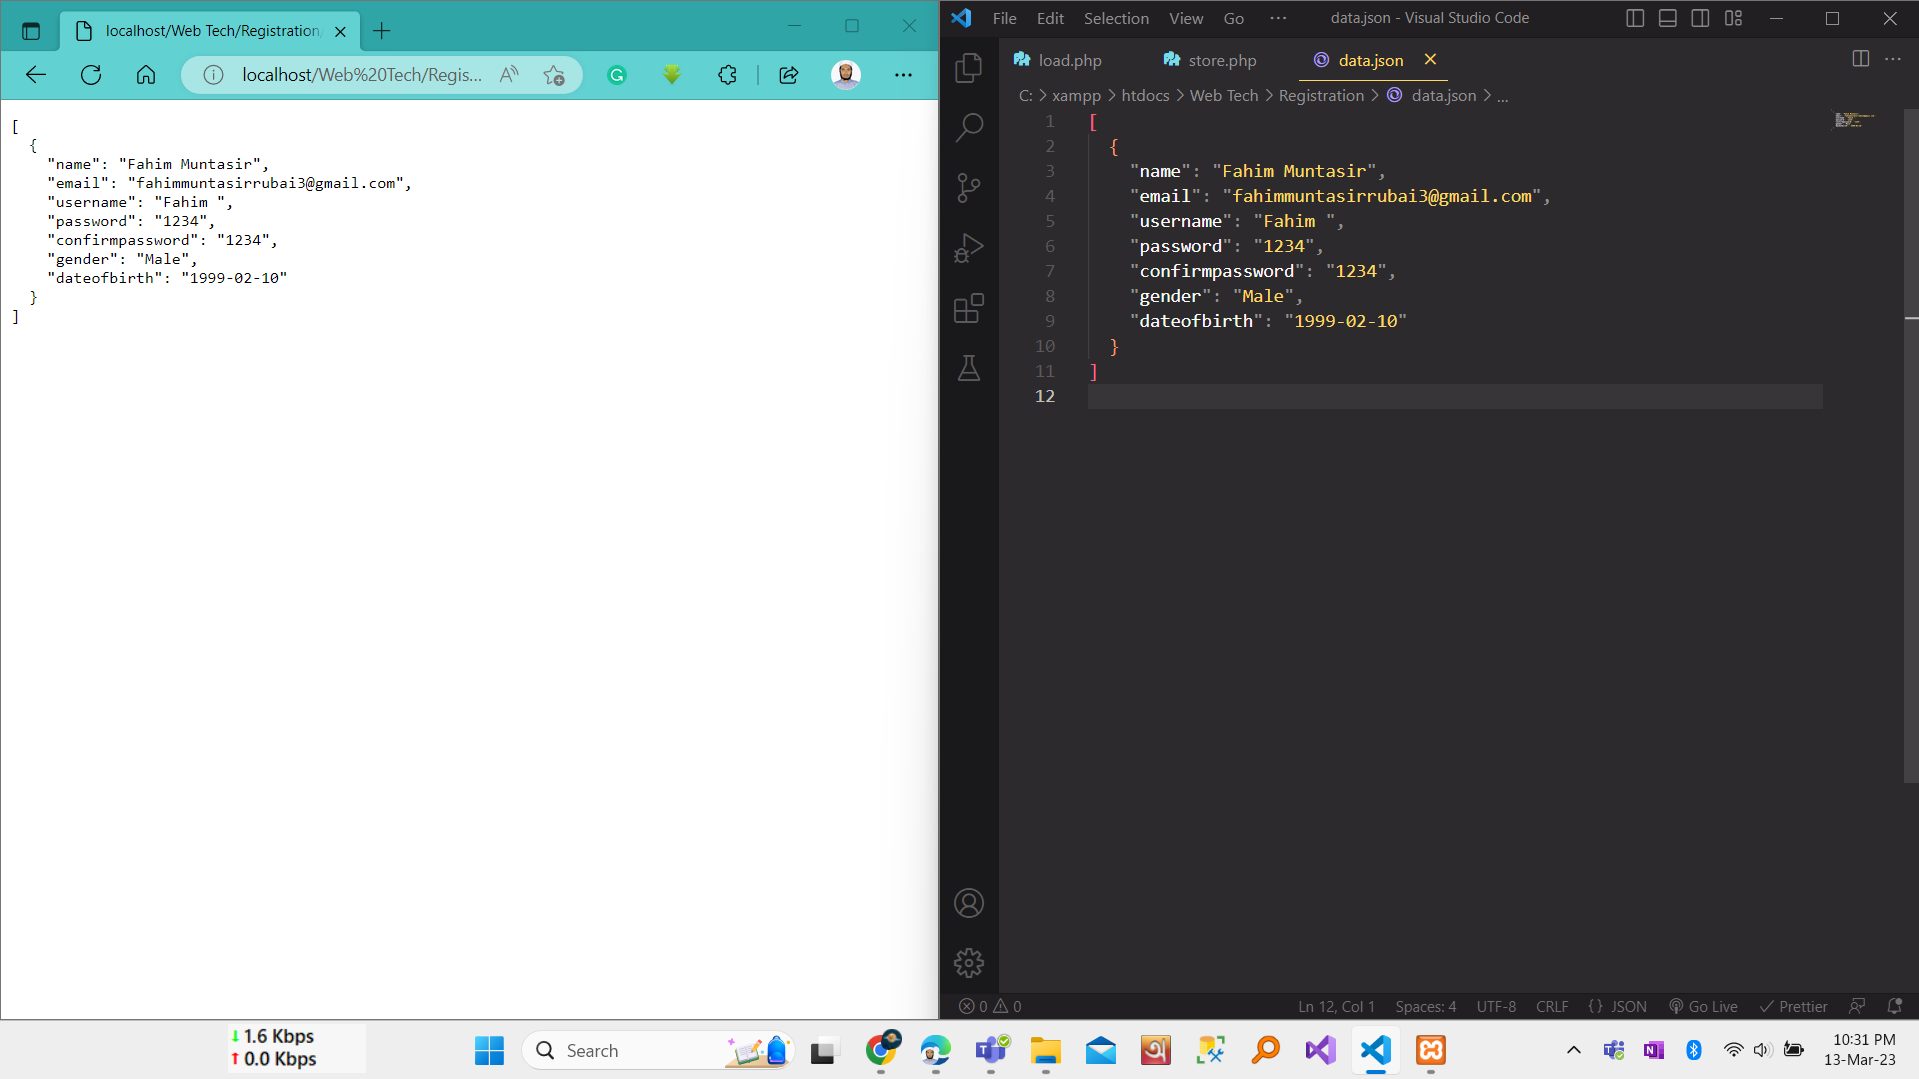 localhost/Web Tech/Registration/
localhost/Web%20Tech/Regis...
[
{
"name": "Fahim Muntasir",
"email": "fahimmuntasirrubai3@gmail.com",
"username": "Fahim ",
"password": "1234",
"confirmpassword": "1234",
"gender": "Male",
"dateofbirth": "1999-02-10"
}
]
File Edit Selection View Go ··· data.json - Visual Studio Code
load.php store.php data.json
C: > xampp > htdocs > Web Tech > Registration > data.json > ...
1 [
2 {
3 "name": "Fahim Muntasir",
4 "email": "fahimmuntasirrubai3@gmail.com",
5 "username": "Fahim ",
6 "password": "1234",
7 "confirmpassword": "1234",
8 "gender": "Male",
9 "dateofbirth": "1999-02-10"
10 }
11 ]
12
0 0 Ln 12, Col 1 Spaces: 4 UTF-8 CRLF { } JSON Go Live Prettier
1.6 Kbps
0.0 Kbps
Search
10:31 PM
13-Mar-23